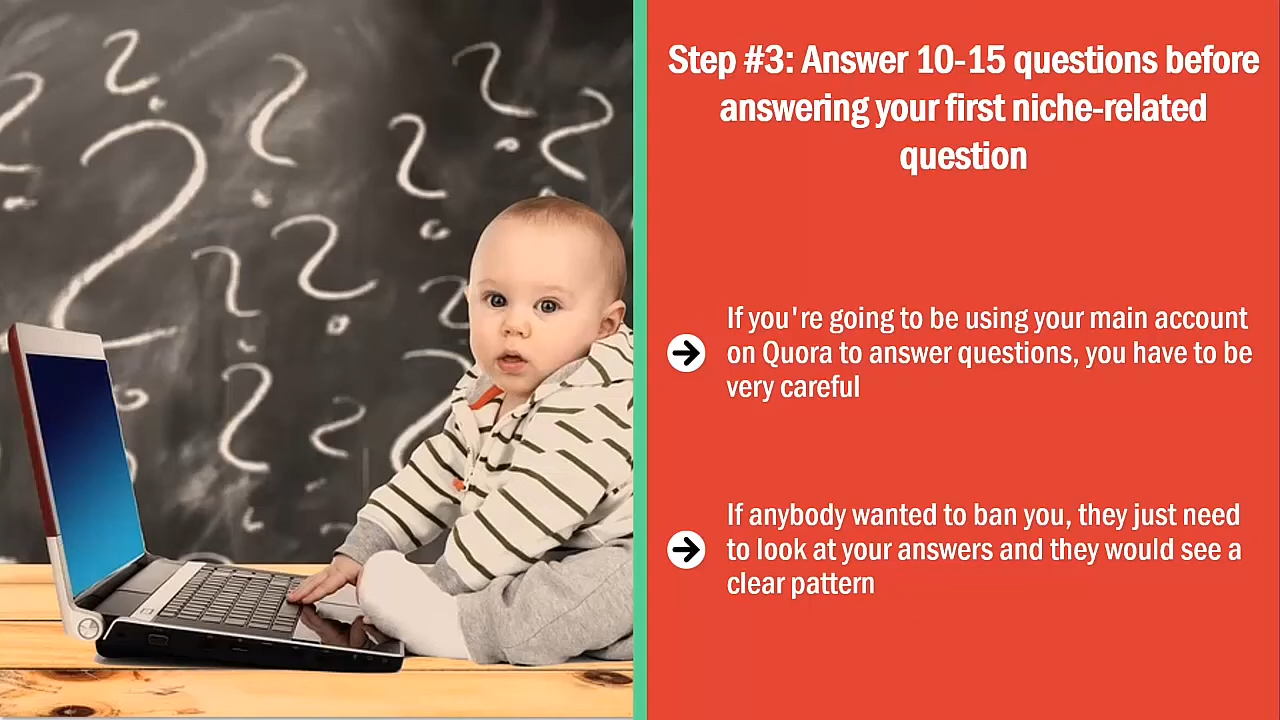 Step #3: Answer 10-15 questions before
answering your first niche-related
question
If you're going to be using your main account
on Quora to answer questions, you have to be
very careful
If anybody wanted to ban you, they just need
to look at your answers and they would see a
clear pattern